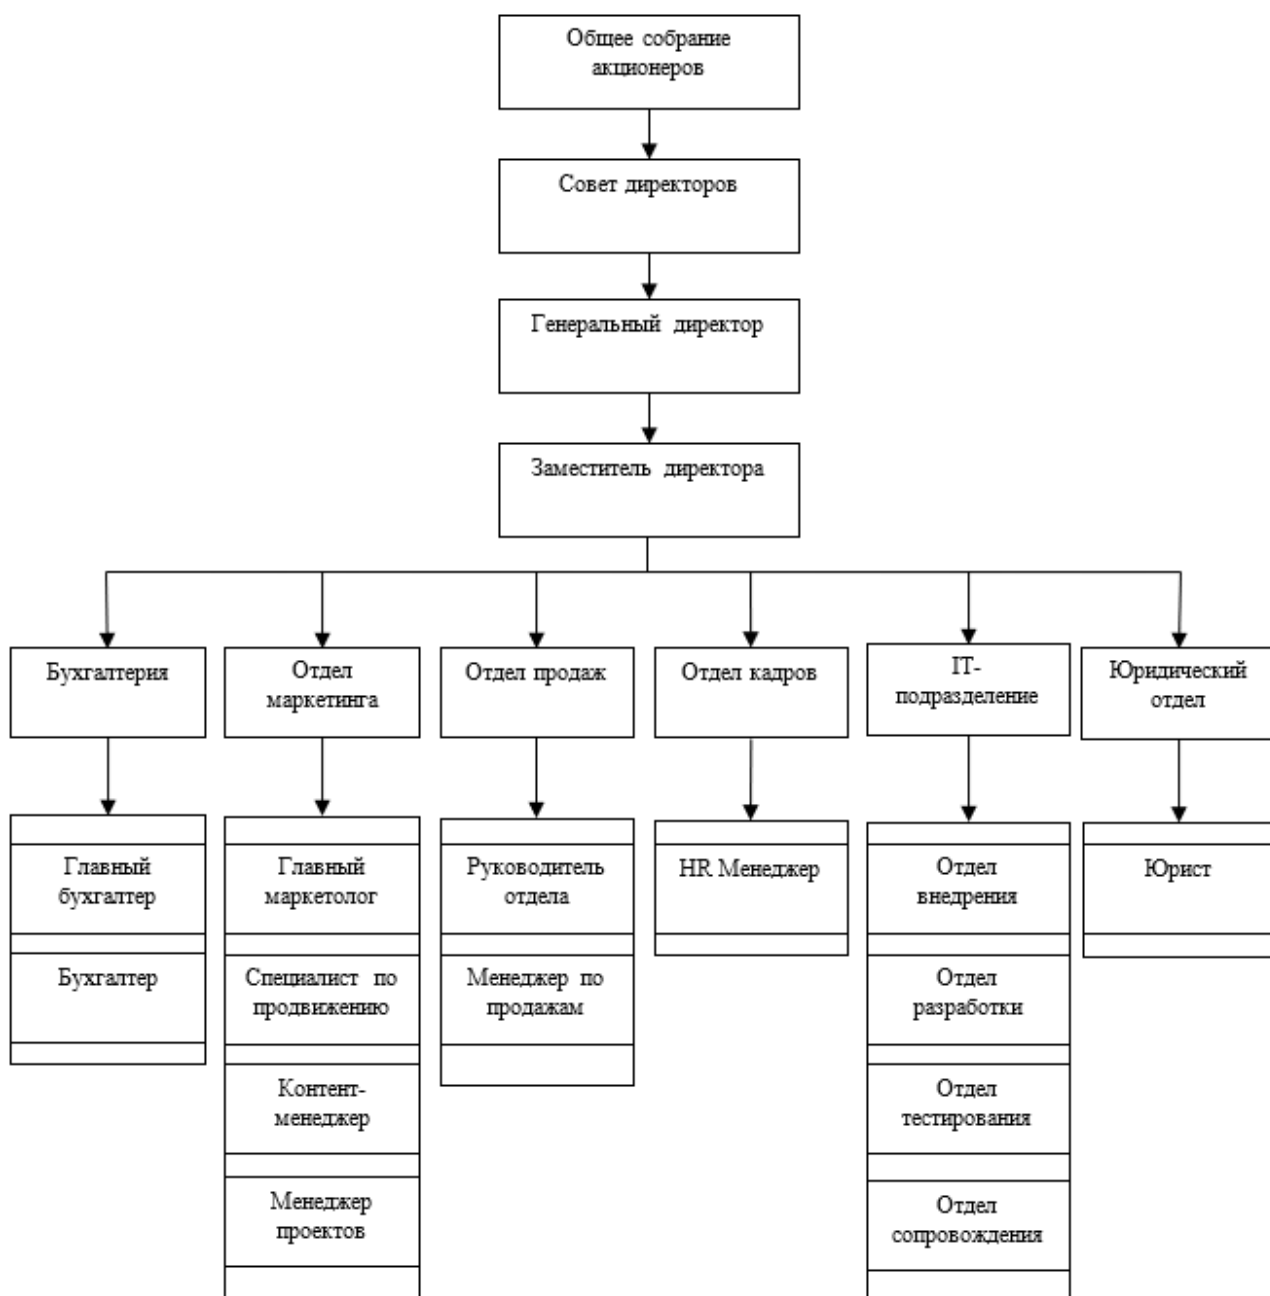 Общее собрание
акционеров
Совет директоров
Генеральный директор
Заместитель директора
Бухгалтерия
Отдел
маркетинга
Отдел продаж
Отдел кадров
IT-
подразделение
Юридический
отдел
Главный
бухгалтер
Бухгалтер
Главный
маркетолог
Специалист по
продвижению
Контент-
менеджер
Менеджер
проектов
Руководитель
отдела
Менеджер по
продажам
HR Менеджер
Отдел
внедрения
Отдел
разработки
Отдел
тестирования
Отдел
сопровождения
Юрист